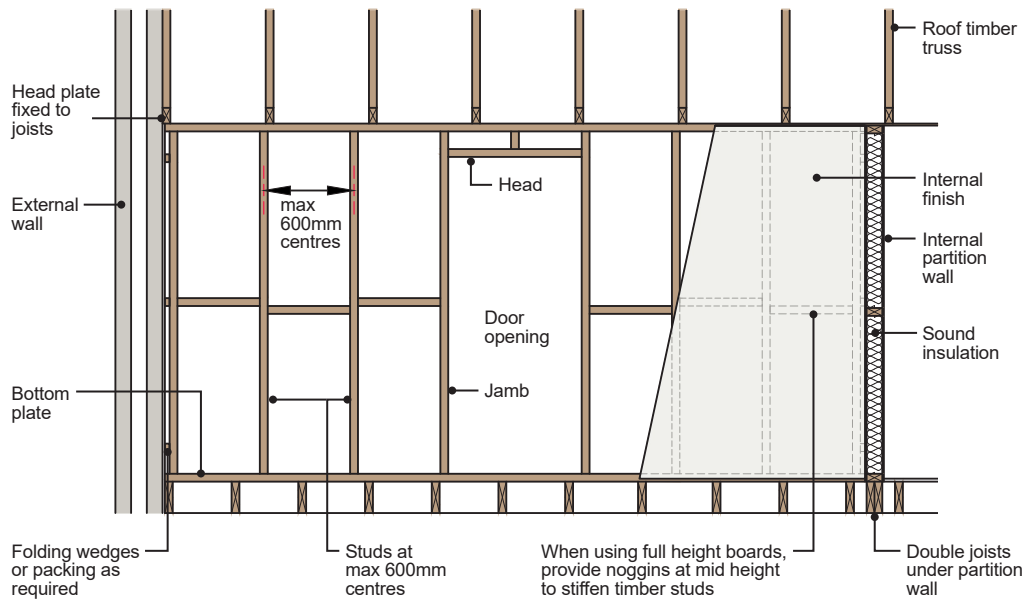 Roof timber
truss
Head plate
fixed to
joists
Head
Internal
finish
External
wall
max
600mm
centres
Internal
partition
wall
Door
opening
Sound
insulation
Bottom
plate
Jamb
Folding wedges
or packing as
required
Studs at
max 600mm
centres
When using full height boards,
provide noggins at mid height
to stiffen timber studs
Double joists
under partition
wall